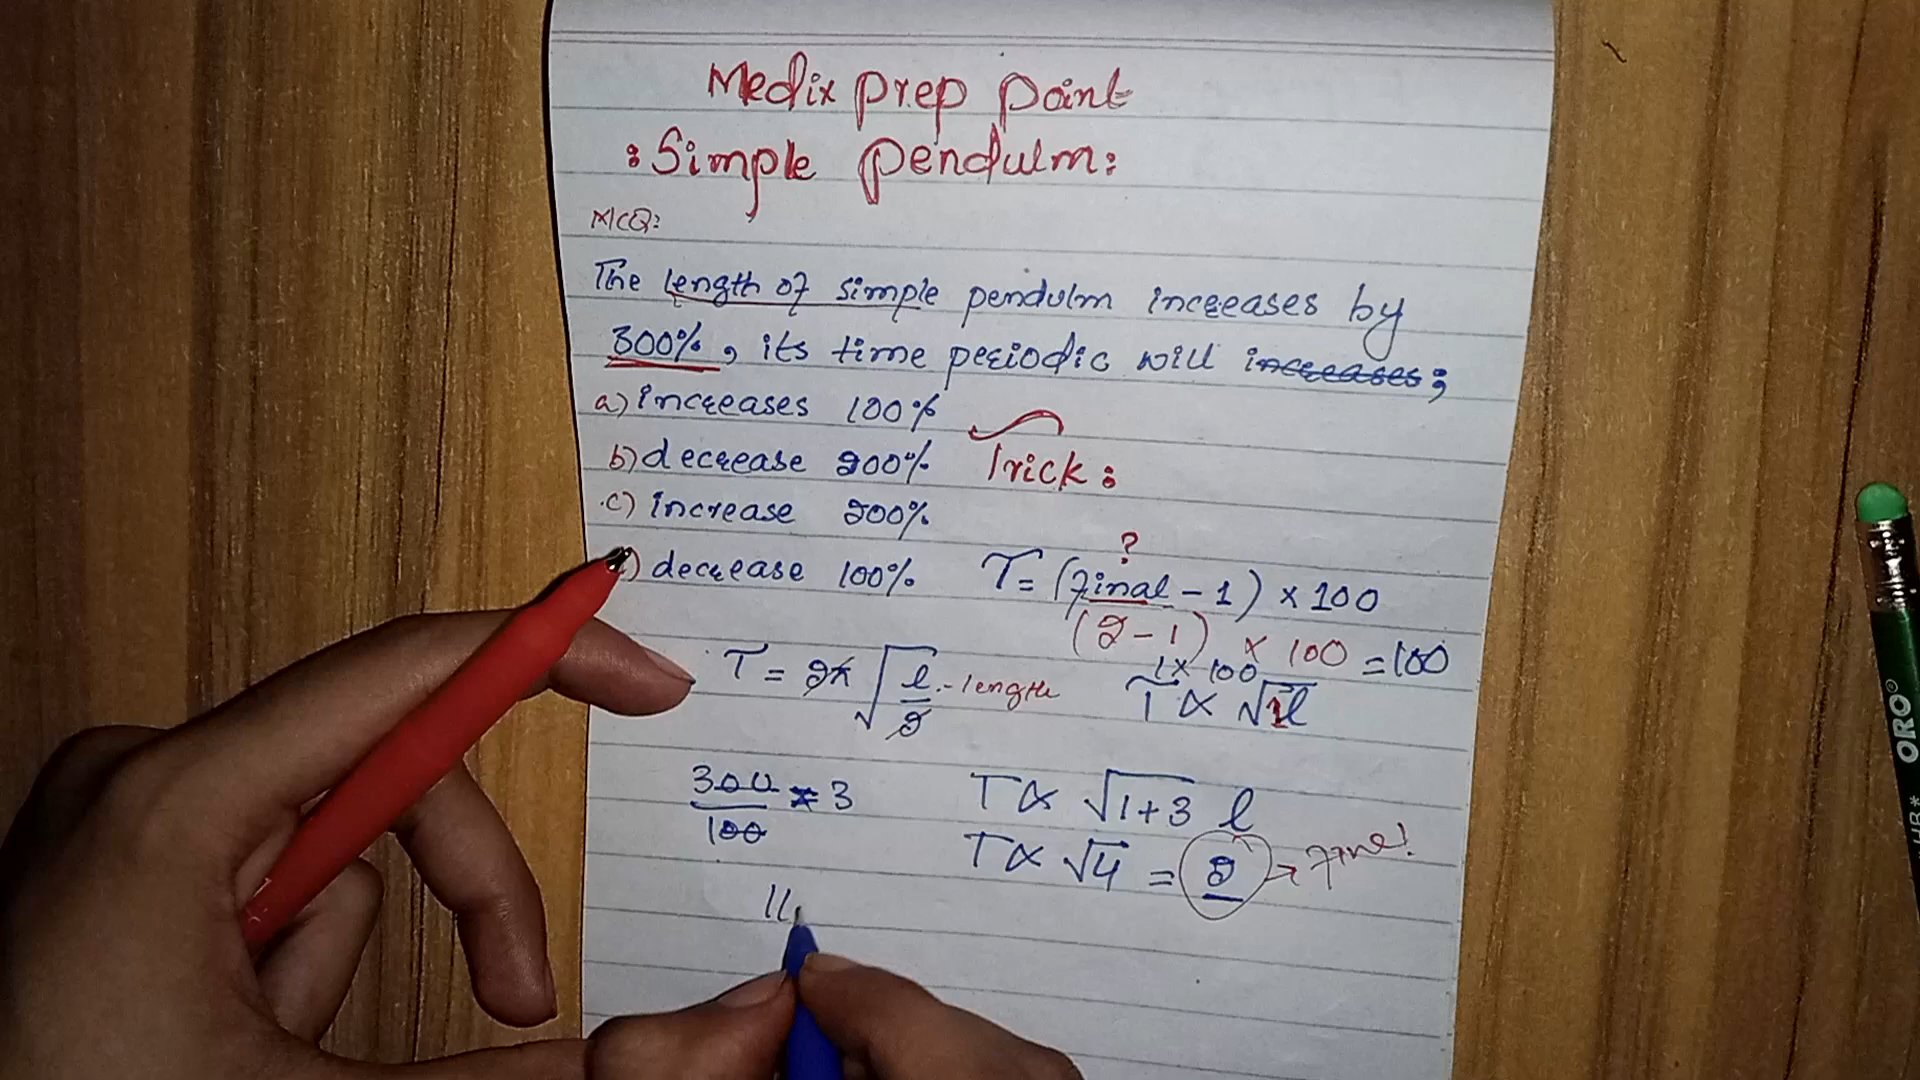 Medix prep point
:Simple pendulm:
MCQ:
The length of simple pendulm increases by
300%, its time periodic will increases;
a) increases 100%
b) decrease 200% Trick:
c) increase 200%
?
d) decrease 100% T = (final - 1) × 100
(2 - 1) × 100 = 100
1 × 100
T = 2π √l/g - length T ∝ √1l
300/100 = 3 T ∝ √1+3 l
T ∝ √4 = 2 →